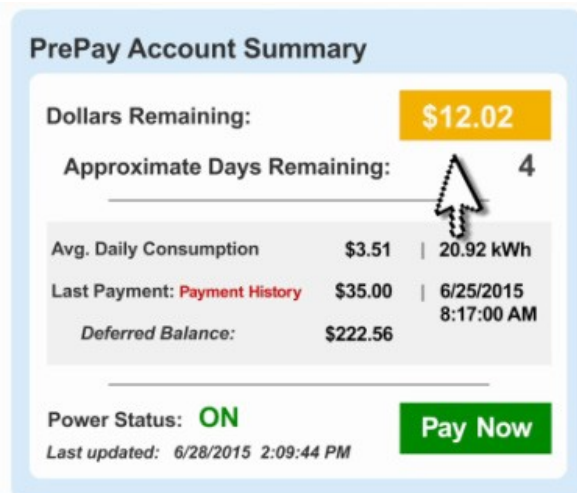 PrePay Account Summary
Dollars Remaining: $12.02
Approximate Days Remaining: 4
Avg. Daily Consumption $3.51 | 20.92 kWh
Last Payment: Payment History $35.00 | 6/25/2015
8:17:00 AM
Deferred Balance: $222.56
Power Status: ON
Pay Now
Last updated: 6/28/2015 2:09:44 PM